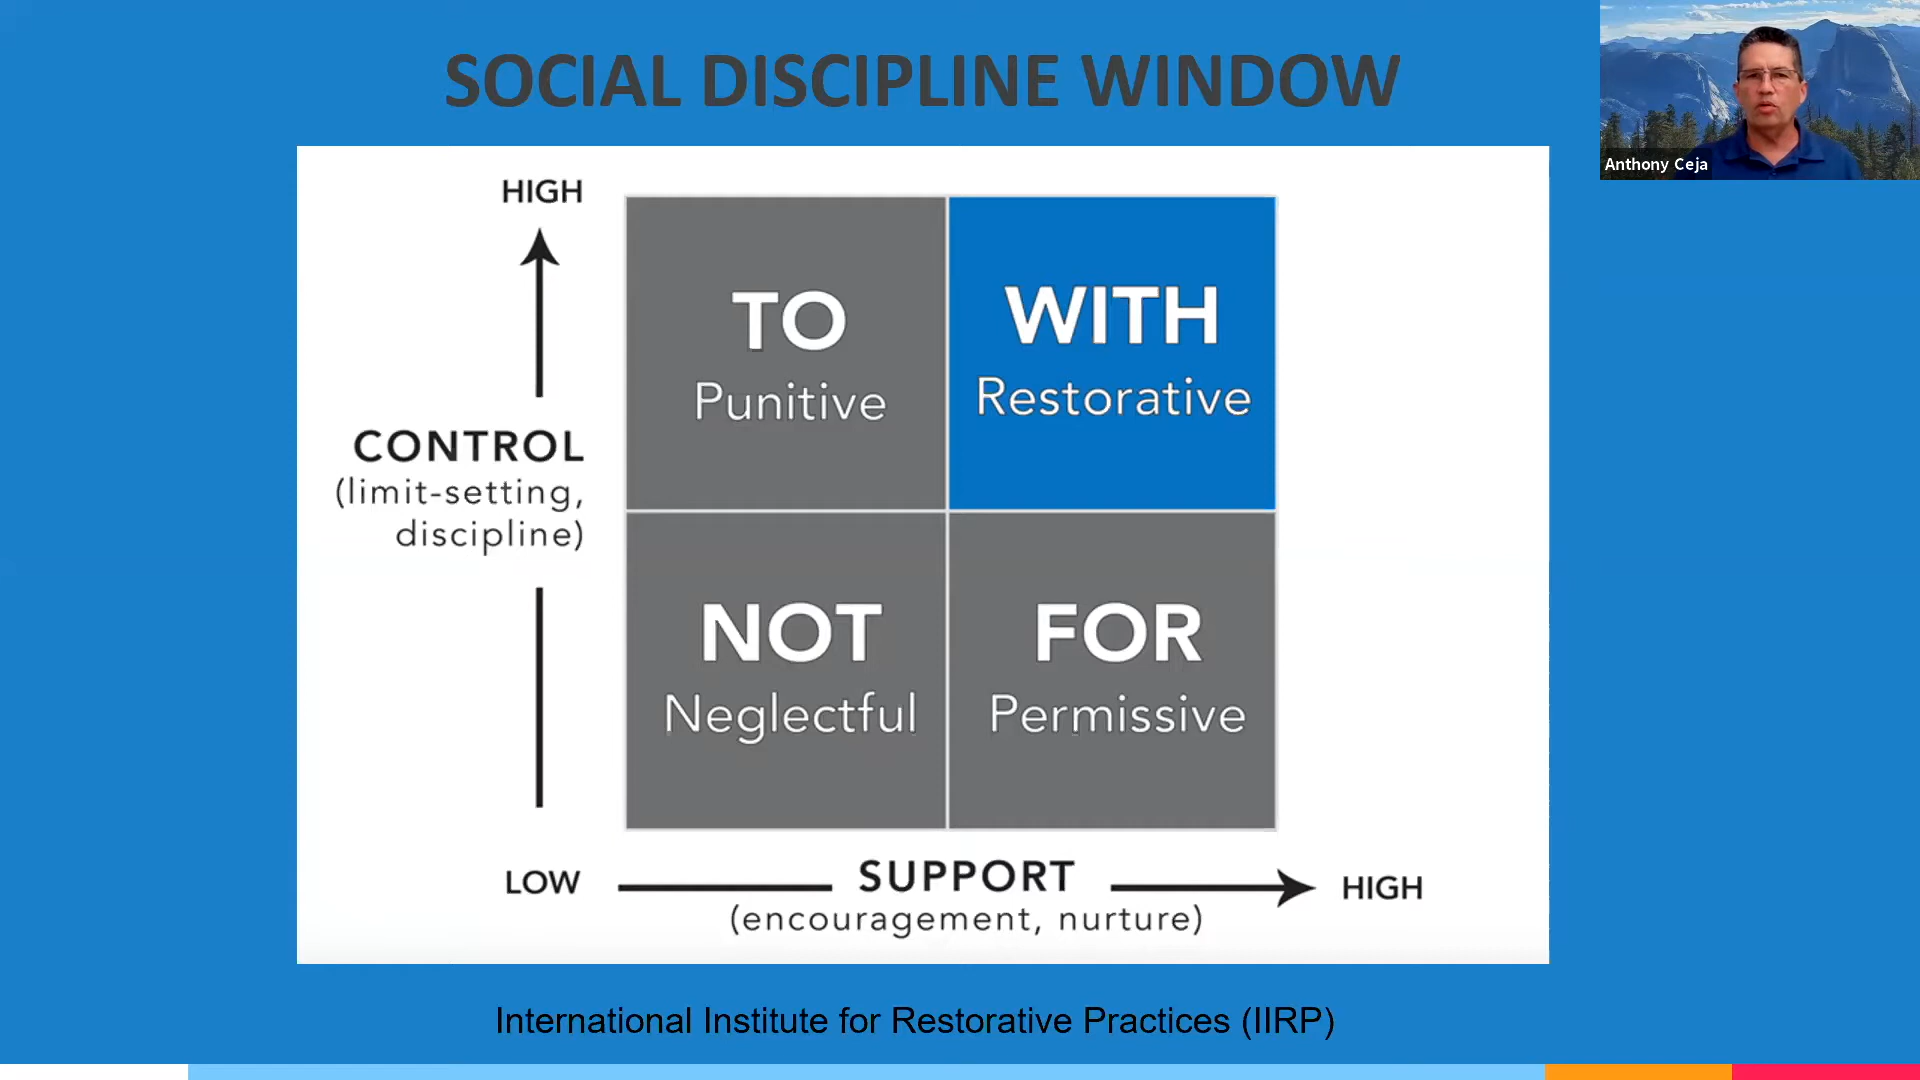 SOCIAL DISCIPLINE WINDOW
Anthony Ceja
HIGH
TO
Punitive
WITH
Restorative
CONTROL
(limit-setting,
discipline)
NOT
Neglectful
FOR
Permissive
LOW
SUPPORT
(encouragement, nurture)
HIGH
International Institute for Restorative Practices (IIRP)